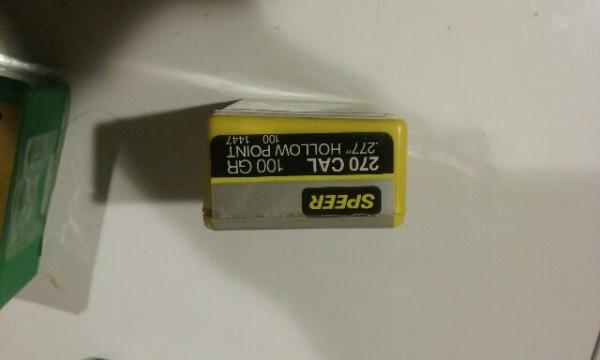 SPEER
270 CAL 100 GR
.277" HOLLOW POINT
100 1447